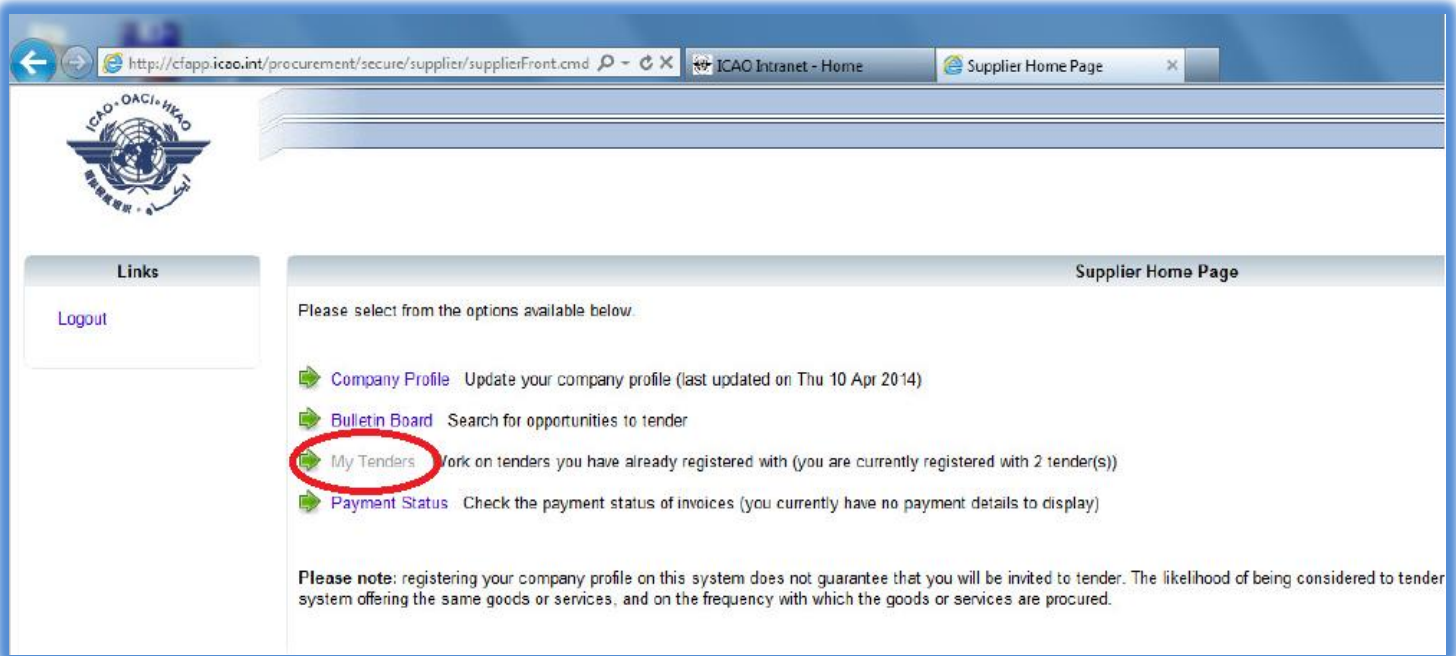 http://cfapp.icao.int/procurement/secure/supplier/supplierFront.cmd
ICAO Intranet - Home
Supplier Home Page
ICAO · OACI · ИКАО
Links
Logout
Supplier Home Page
Please select from the options available below.
Company Profile Update your company profile (last updated on Thu 10 Apr 2014)
Bulletin Board Search for opportunities to tender
My Tenders Work on tenders you have already registered with (you are currently registered with 2 tender(s))
Payment Status Check the payment status of invoices (you currently have no payment details to display)
Please note: registering your company profile on this system does not guarantee that you will be invited to tender. The likelihood of being considered to tender
system offering the same goods or services, and on the frequency with which the goods or services are procured.